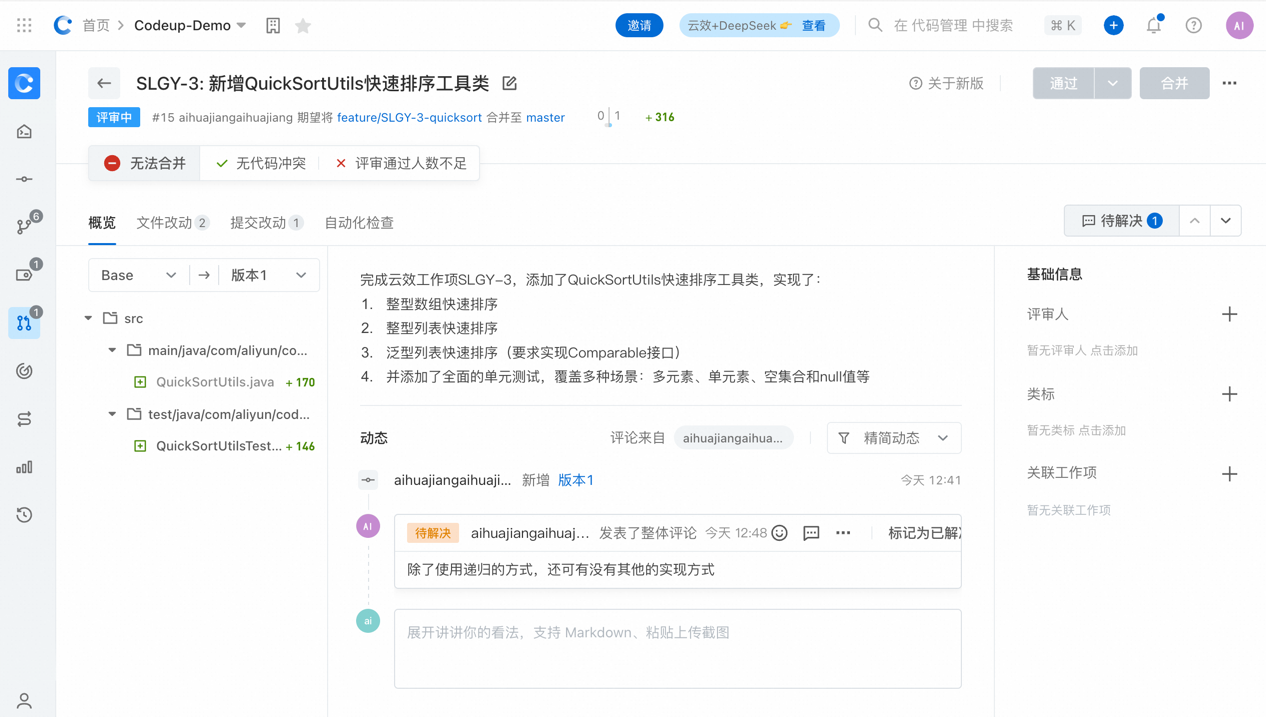 首页 Codeup-Demo 邀请 云效+DeepSeek👉 查看 在 代码管理 中搜索 ⌘ K AI
SLGY-3: 新增QuickSortUtils快速排序工具类 关于新版 通过 合并
评审中 #15 aihuajiangaihuajiang 期望将 feature/SLGY-3-quicksort 合并至 master 0 1 + 316
无法合并 无代码冲突 评审通过人数不足
概览 文件改动 2 提交改动 1 自动化检查 待解决 1
6
1
1
Base → 版本1
src
main/java/com/aliyun/co...
QuickSortUtils.java + 170
test/java/com/aliyun/cod...
QuickSortUtilsTest... + 146
完成云效工作项SLGY-3，添加了QuickSortUtils快速排序工具类，实现了：
1. 整型数组快速排序
2. 整型列表快速排序
3. 泛型列表快速排序（要求实现Comparable接口）
4. 并添加了全面的单元测试，覆盖多种场景：多元素、单元素、空集合和null值等
动态 评论来自 aihuajiangaihua... 精简动态
aihuajiangaihuaji... 新增 版本1 今天 12:41
AI 待解决 aihuajiangaihuaj... 发表了整体评论 今天 12:48 标记为已解
除了使用递归的方式，还可有没有其他的实现方式
ai 展开讲讲你的看法，支持 Markdown、粘贴上传截图
基础信息
评审人
暂无评审人 点击添加
类标
暂无类标 点击添加
关联工作项
暂无关联工作项